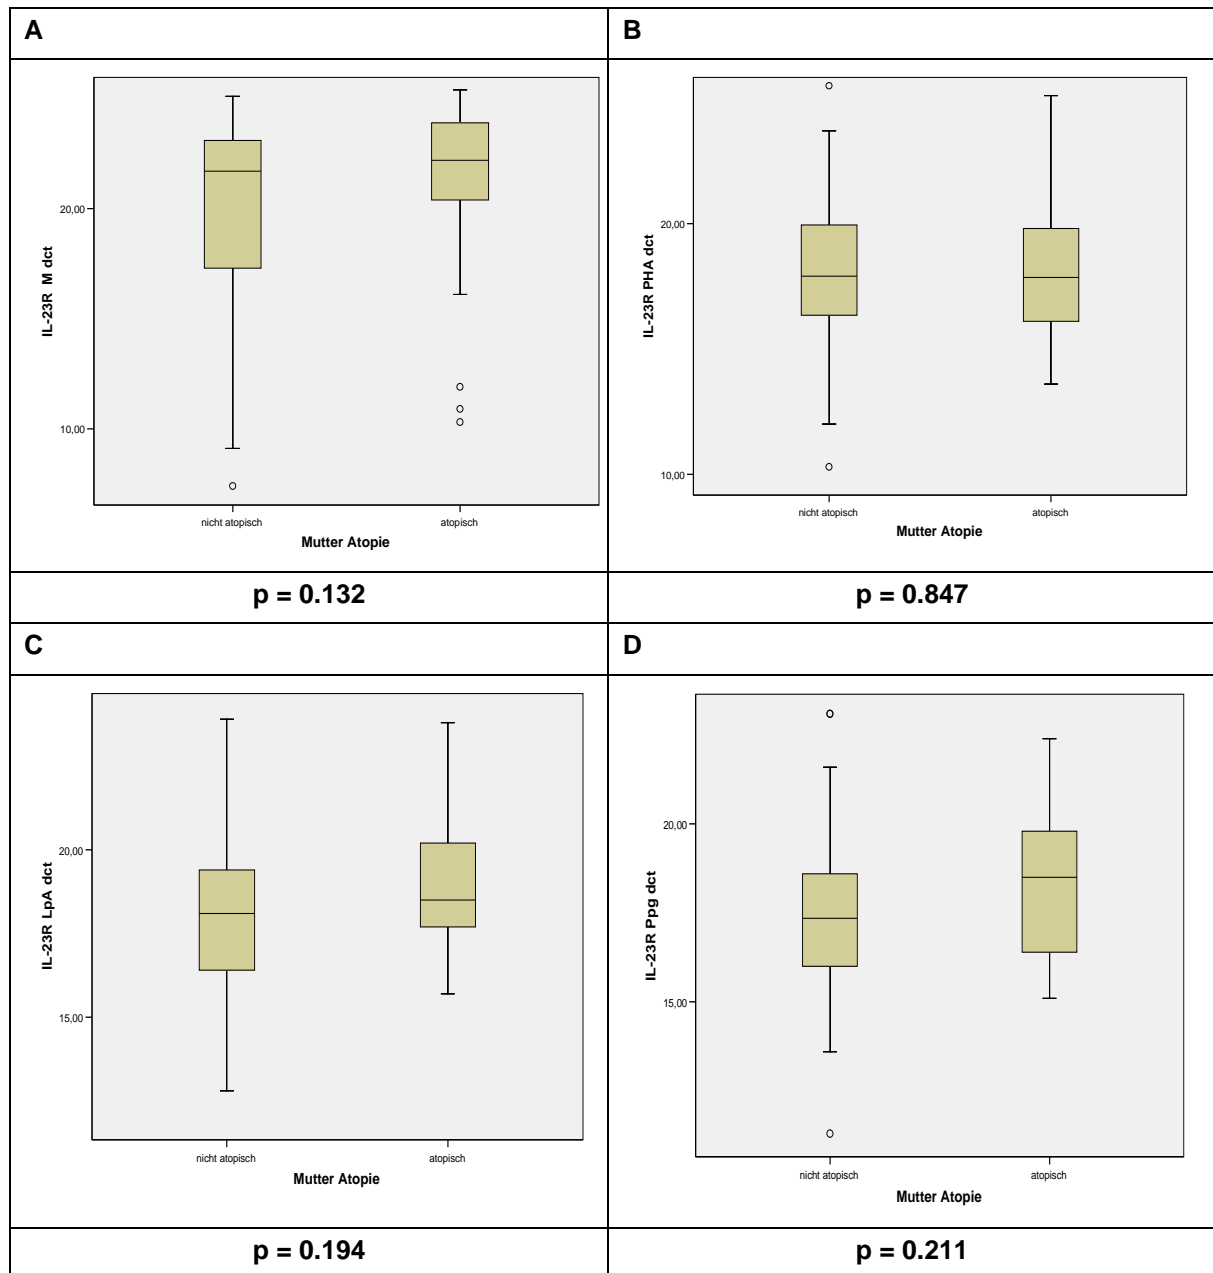 A
IL-23R M dct
20,00
10,00
nicht atopisch
atopisch
Mutter Atopie
p = 0.132
B
IL-23R PHA dct
20,00
10,00
nicht atopisch
atopisch
Mutter Atopie
p = 0.847
C
IL-23R LpA dct
20,00
15,00
nicht atopisch
atopisch
Mutter Atopie
p = 0.194
D
IL-23R Ppg dct
20,00
15,00
nicht atopisch
atopisch
Mutter Atopie
p = 0.211